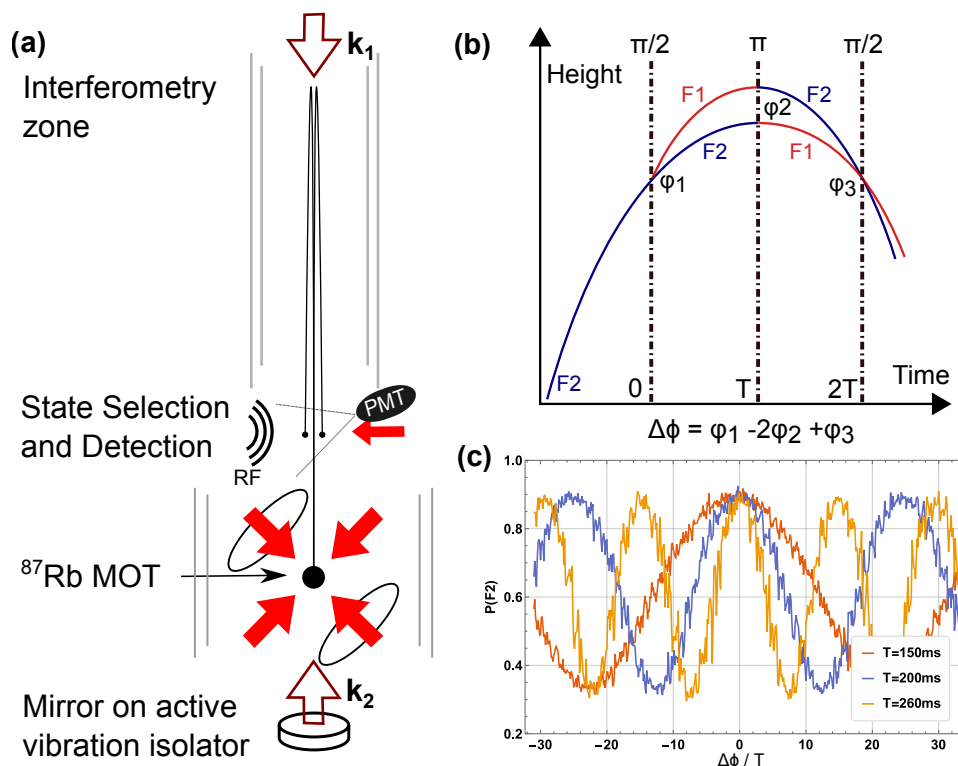 (a)
k₁
Interferometry
zone
State Selection
and Detection
RF
PMT
⁸⁷Rb MOT
k₂
Mirror on active
vibration isolator
(b)
π/2
π
π/2
Height
F1
F2
φ2
F2
F1
φ₁
φ₃
F2
0
T
2T
Time
Δϕ = φ₁ -2φ₂ +φ₃
(c)
P(F2)
1.0
0.8
0.6
0.4
0.2
T=150ms
T=200ms
T=260ms
−30
−20
−10
0
10
20
30
Δϕ / T